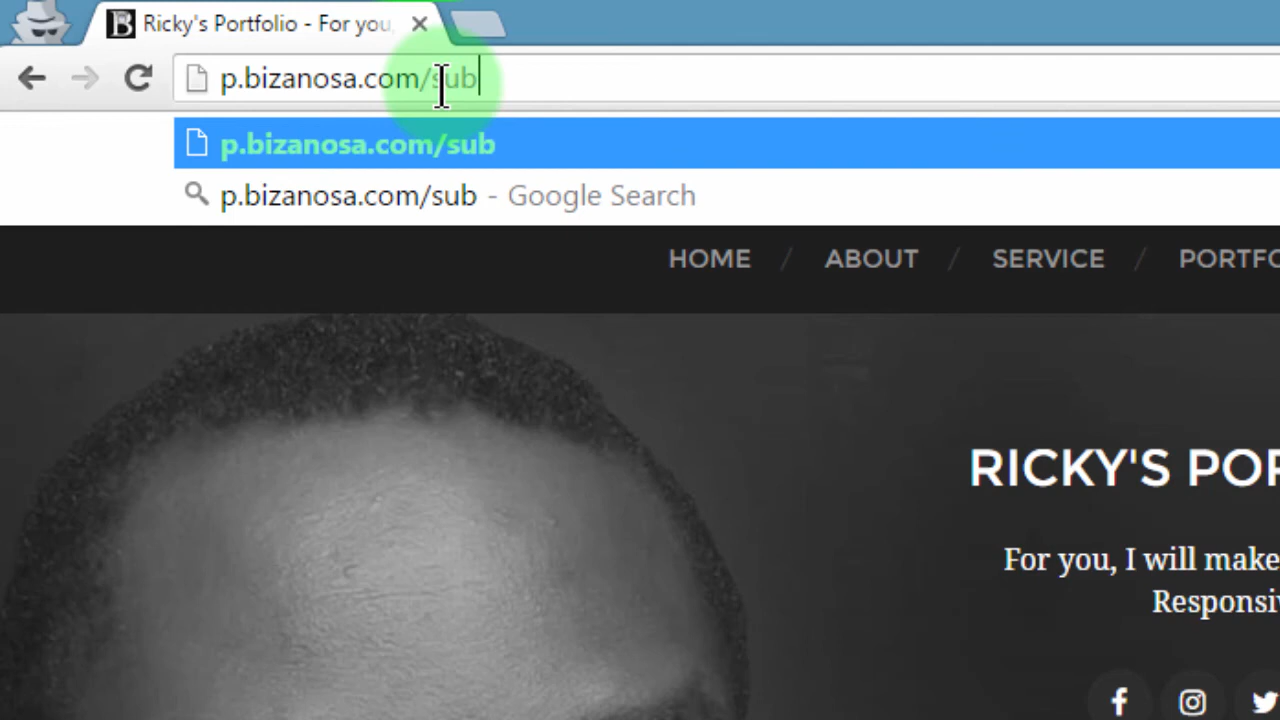 Ricky's Portfolio - For you,
p.bizanosa.com/sub
p.bizanosa.com/sub
p.bizanosa.com/sub - Google Search
HOME / ABOUT / SERVICE / PORTFO
RICKY'S POR
For you, I will make
Responsiv